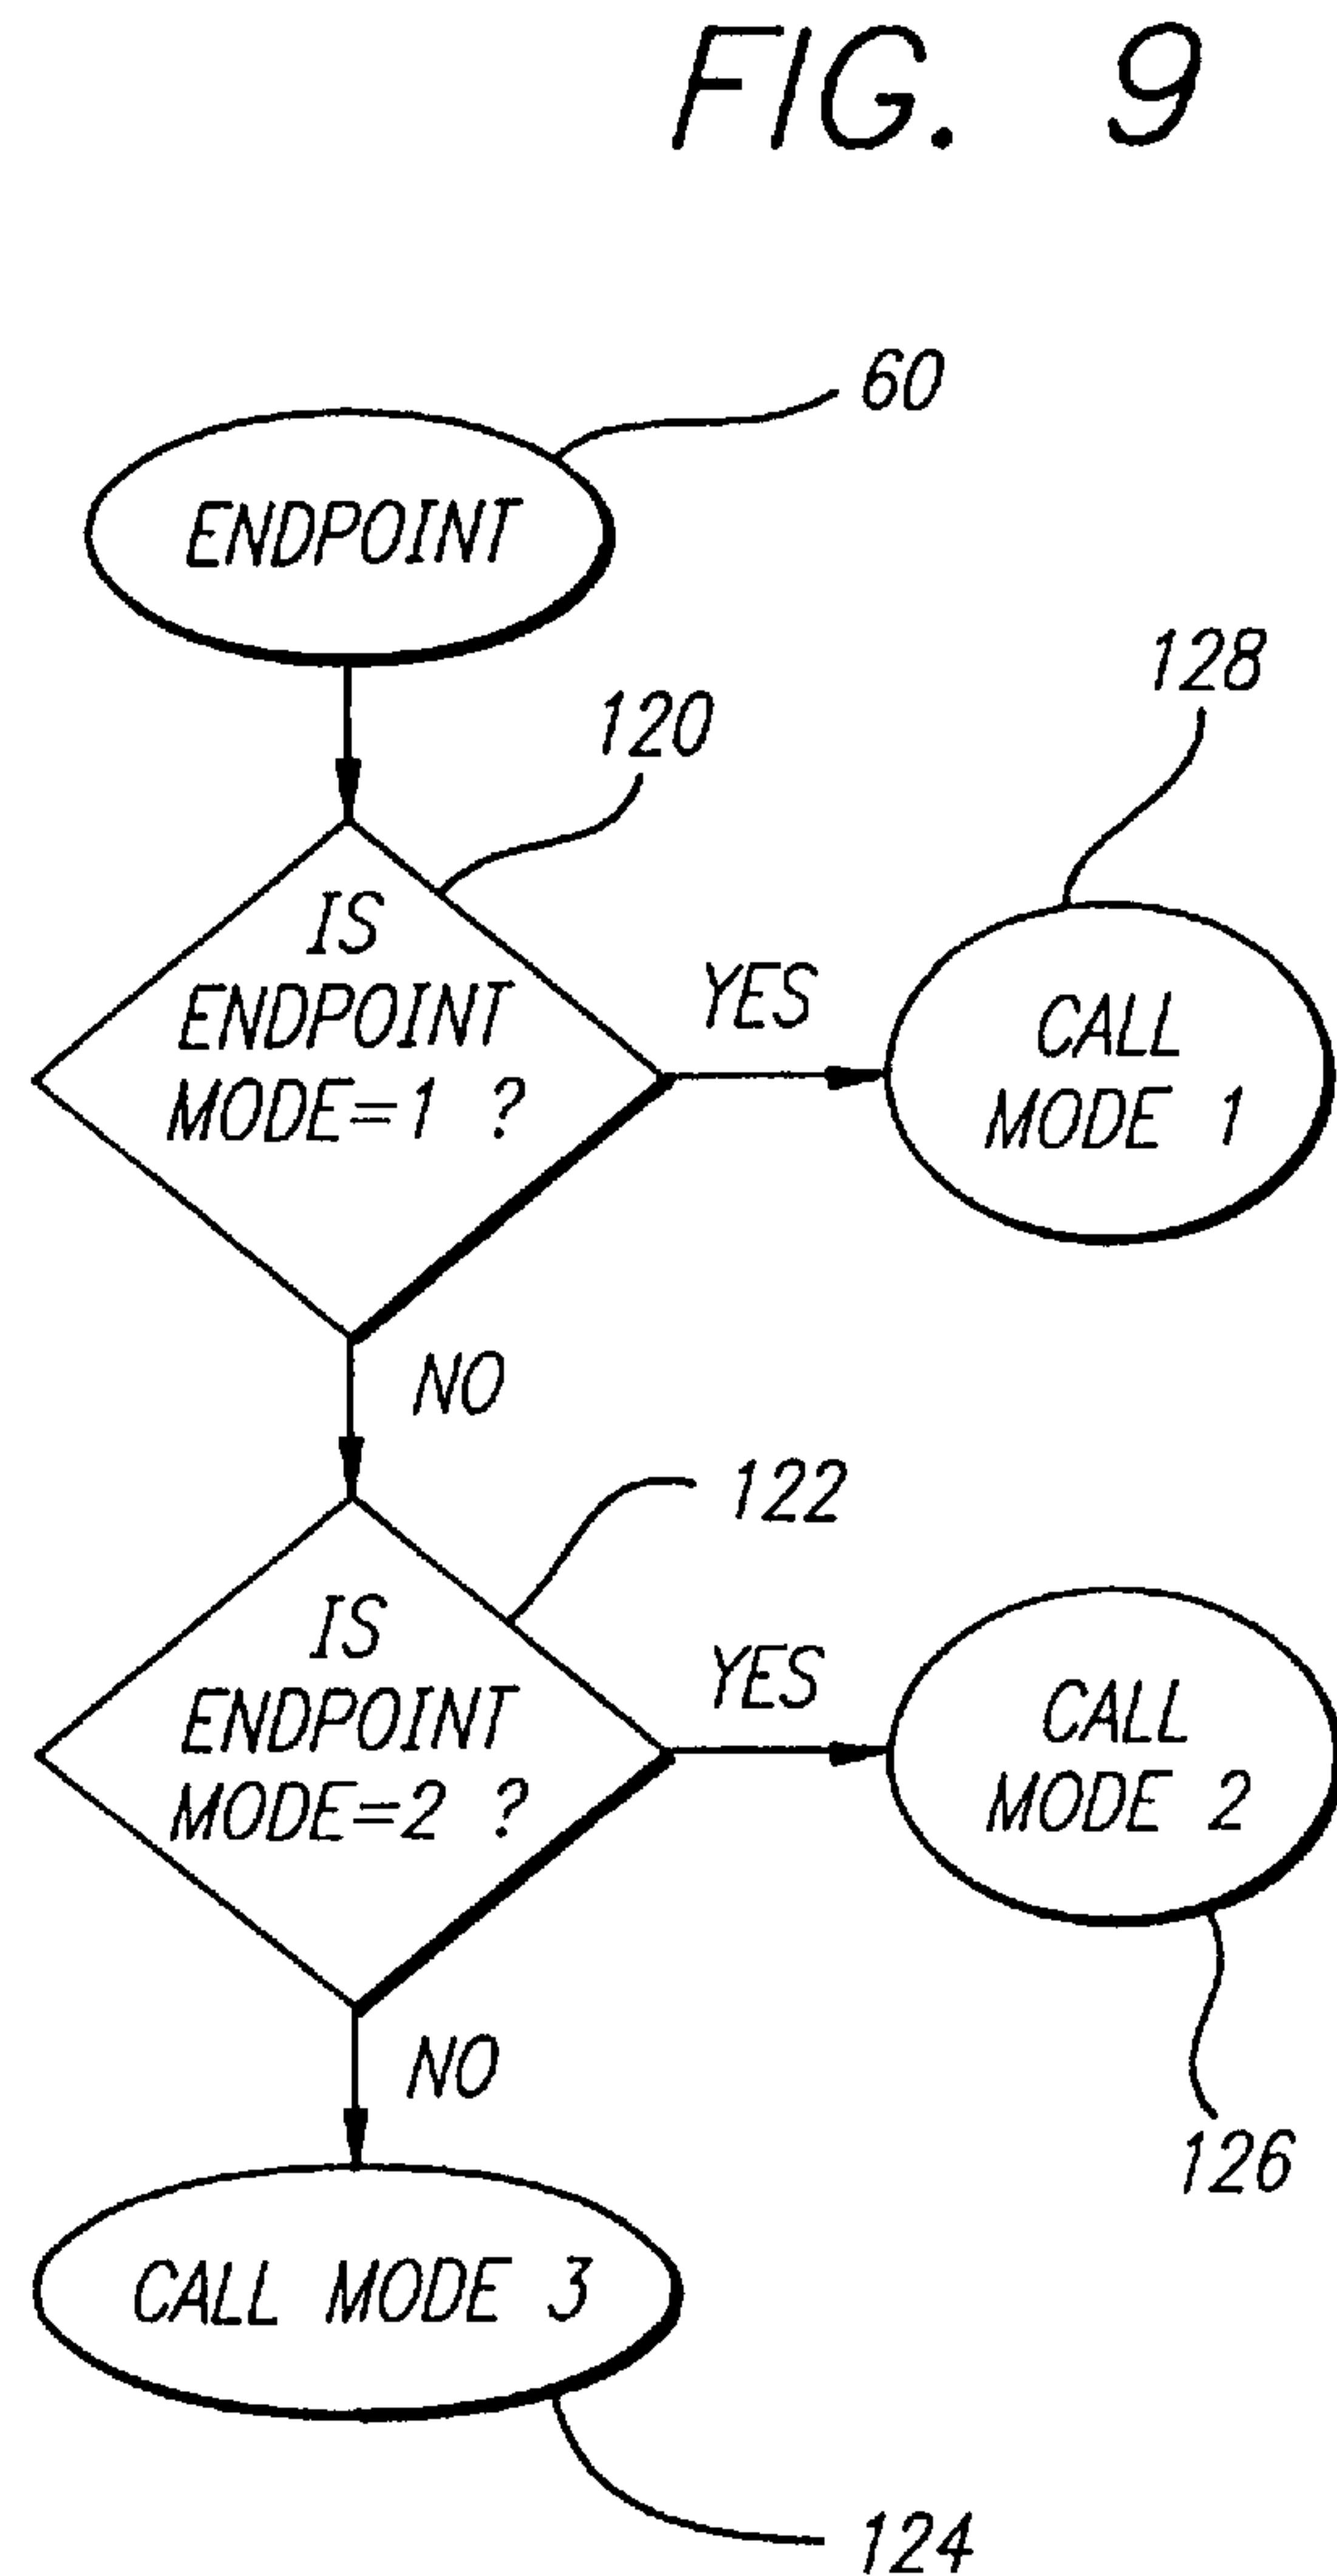 FIG. 9
60
ENDPOINT
128
120
IS
ENDPOINT
MODE=1 ?
YES
CALL
MODE 1
NO
122
IS
ENDPOINT
MODE=2 ?
YES
CALL
MODE 2
NO
126
CALL MODE 3
124